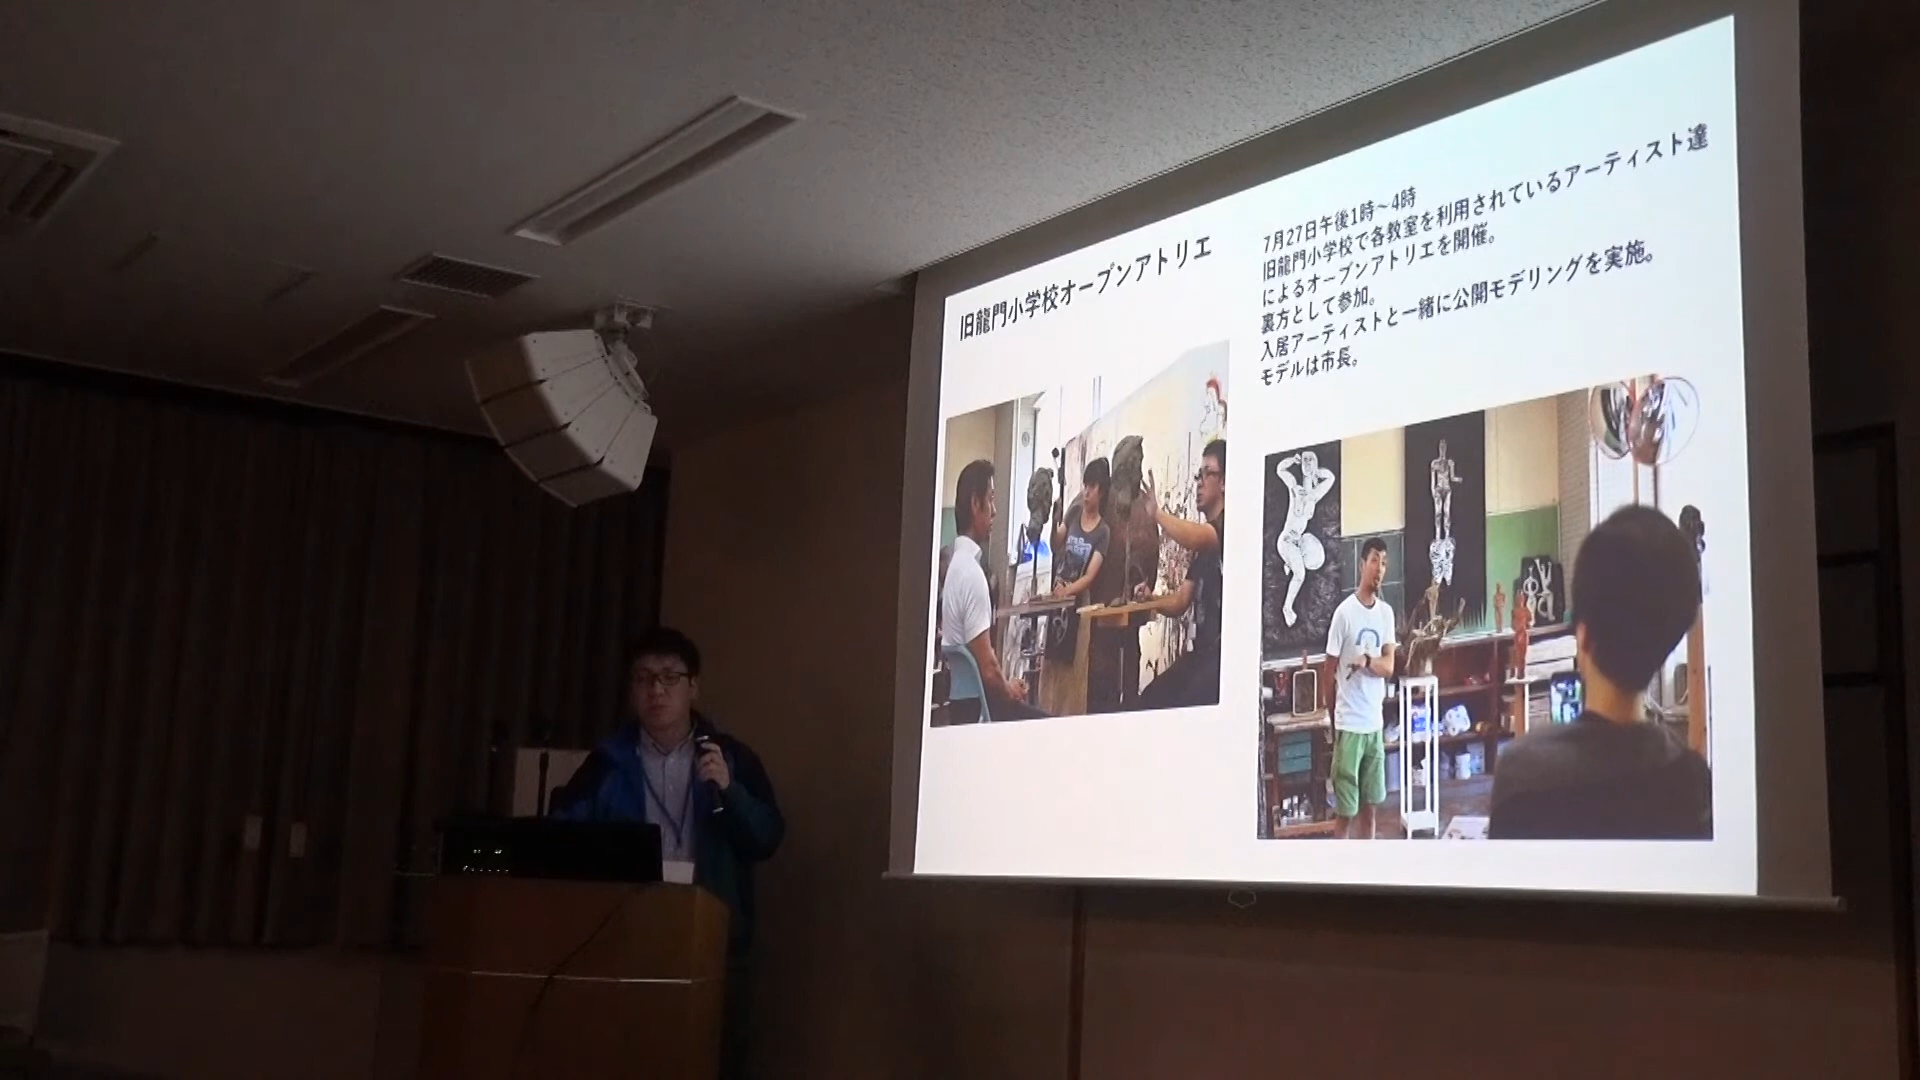 旧龍門小学校オープンアトリエ
7月27日午後1時～4時
旧龍門小学校で各教室を利用されているアーティスト達
によるオープンアトリエを開催。
裏方として参加。
入居アーティストと一緒に公開モデリングを実施。
モデルは市長。